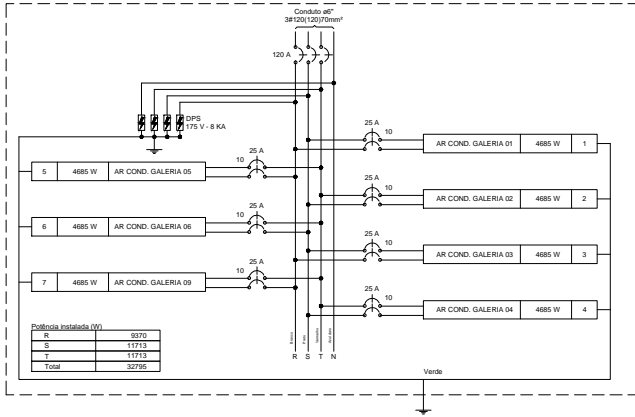 Conduto ø6"
3#120(120)70mm²
120 A
DPS
175 V - 8 KA
25 A
10
AR COND. GALERIA 01 4685 W 1
25 A
10
5 4685 W AR COND. GALERIA 05
25 A
10
AR COND. GALERIA 02 4685 W 2
25 A
10
6 4685 W AR COND. GALERIA 06
25 A
10
AR COND. GALERIA 03 4685 W 3
25 A
10
7 4685 W AR COND. GALERIA 09
25 A
10
AR COND. GALERIA 04 4685 W 4
Potência instalada (W)
R 9370
S 11713
T 11713
Total 32795
R S T N
Verde